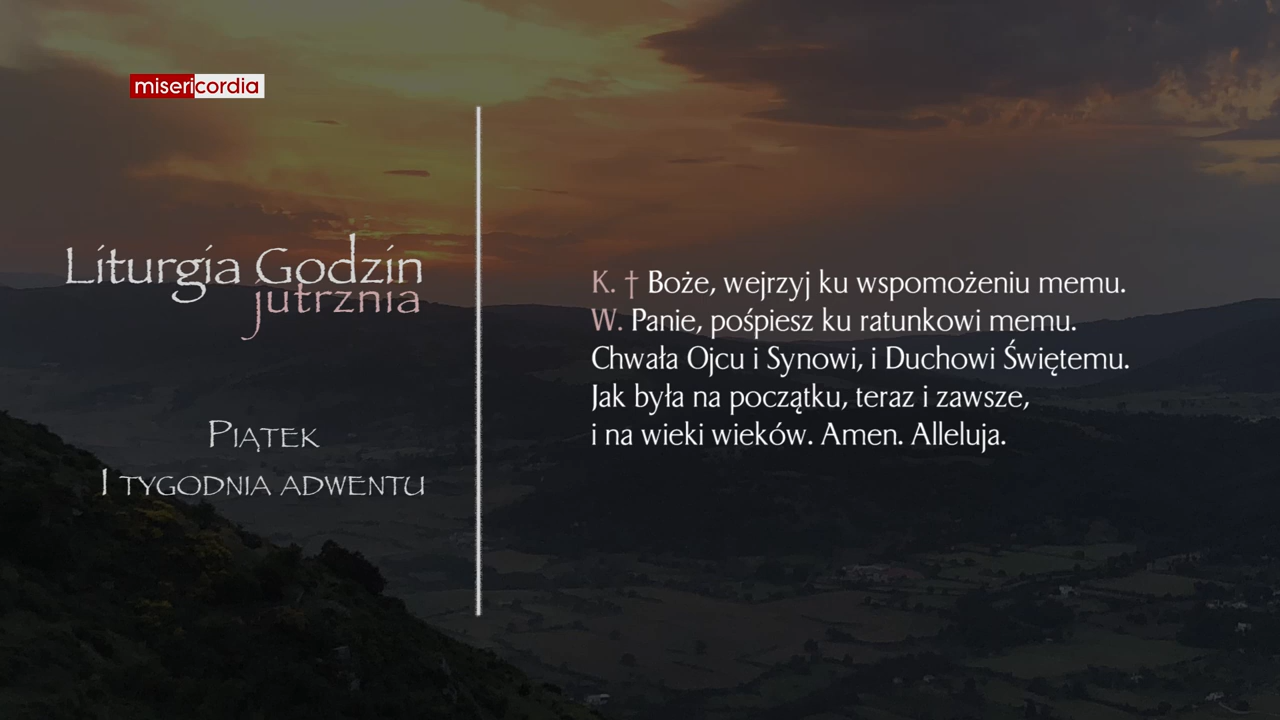 misericordia
Liturgia Godzin
jutrznia
Piątek
I tygodnia adwentu
K. † Boże, wejrzyj ku wspomożeniu memu.
W. Panie, pośpiesz ku ratunkowi memu.
Chwała Ojcu i Synowi, i Duchowi Świętemu.
Jak była na początku, teraz i zawsze,
i na wieki wieków. Amen. Alleluja.